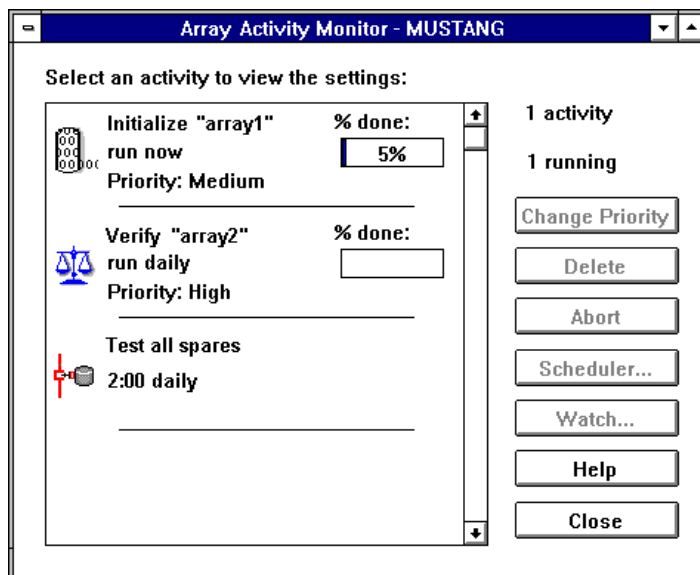 Array Activity Monitor - MUSTANG
Select an activity to view the settings:
Initialize "array1"
% done:
run now
5%
Priority: Medium
Verify "array2"
% done:
run daily
Priority: High
Test all spares
2:00 daily
1 activity
1 running
Change Priority
Delete
Abort
Scheduler...
Watch...
Help
Close